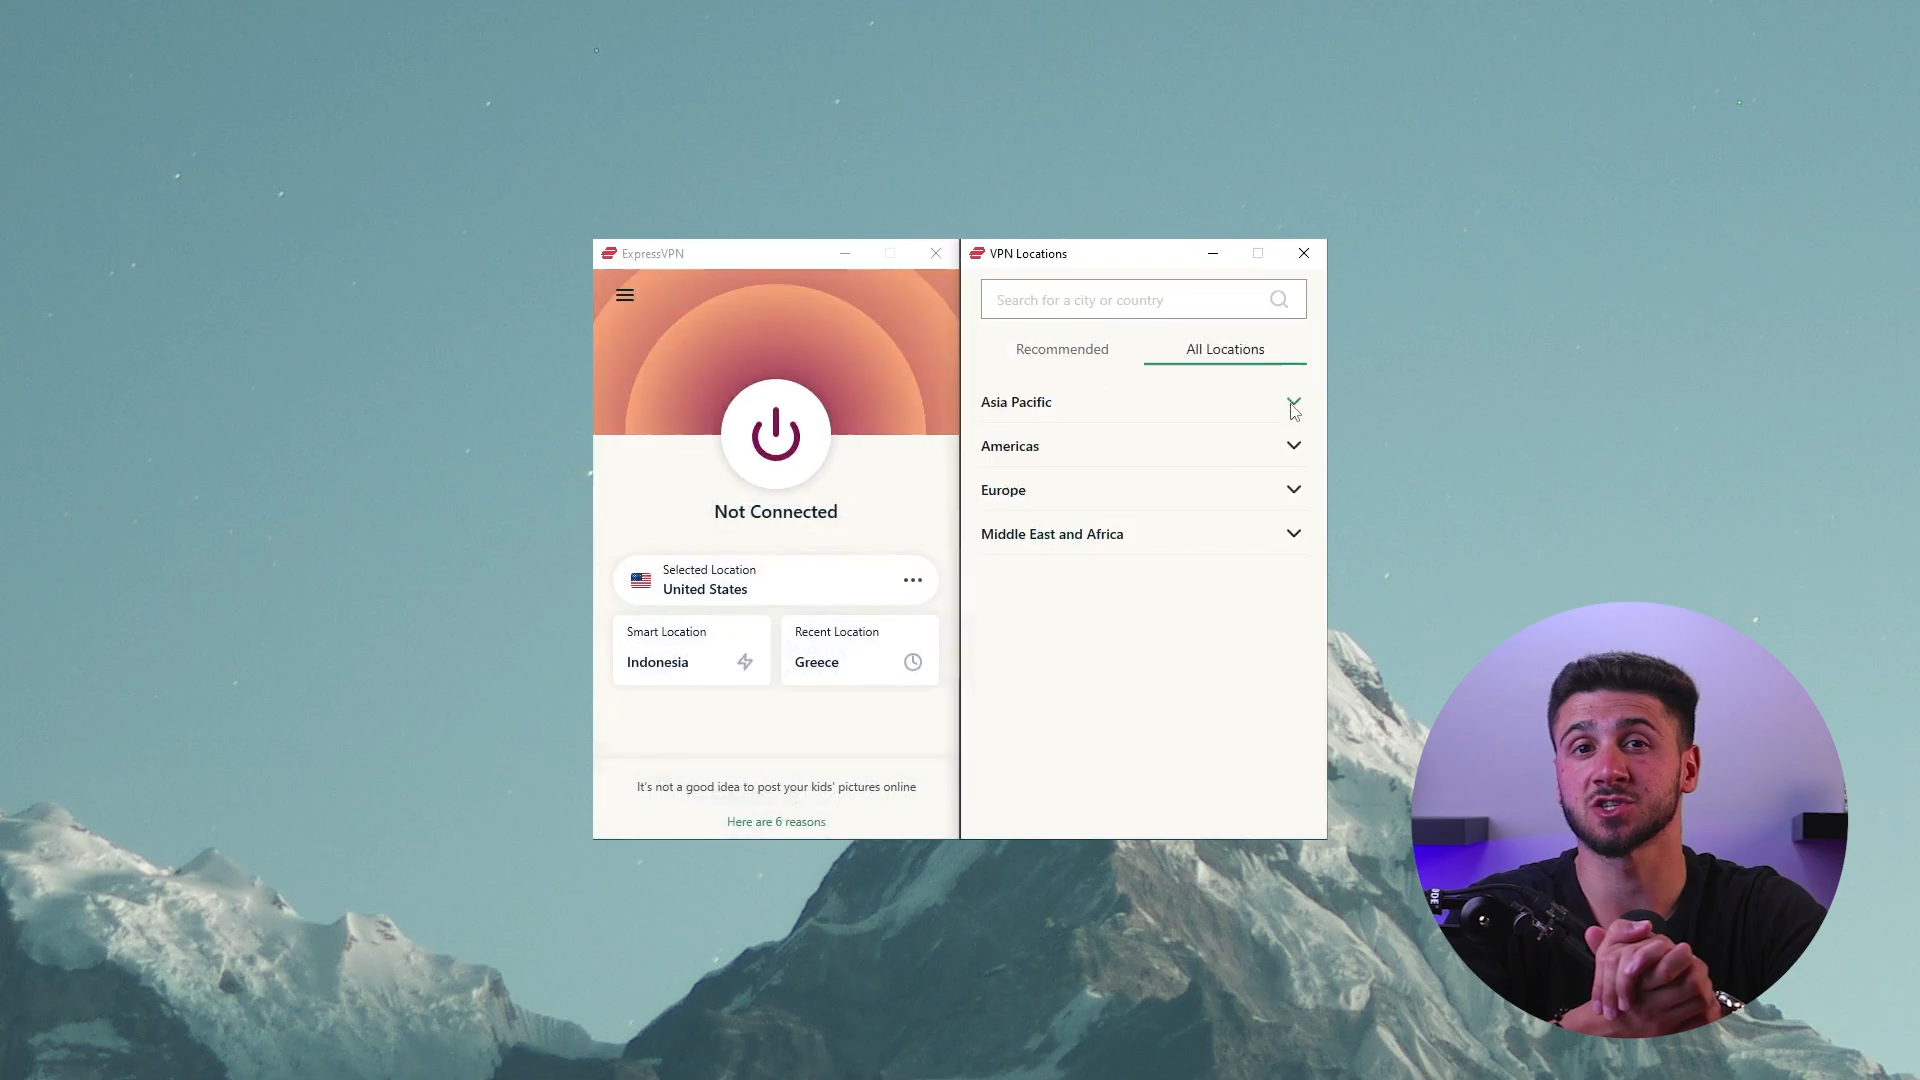 ExpressVPN
Not Connected
Selected Location
United States
Smart Location
Indonesia
Recent Location
Greece
It's not a good idea to post your kids' pictures online
Here are 6 reasons
VPN Locations
Search for a city or country
Recommended
All Locations
Asia Pacific
Americas
Europe
Middle East and Africa